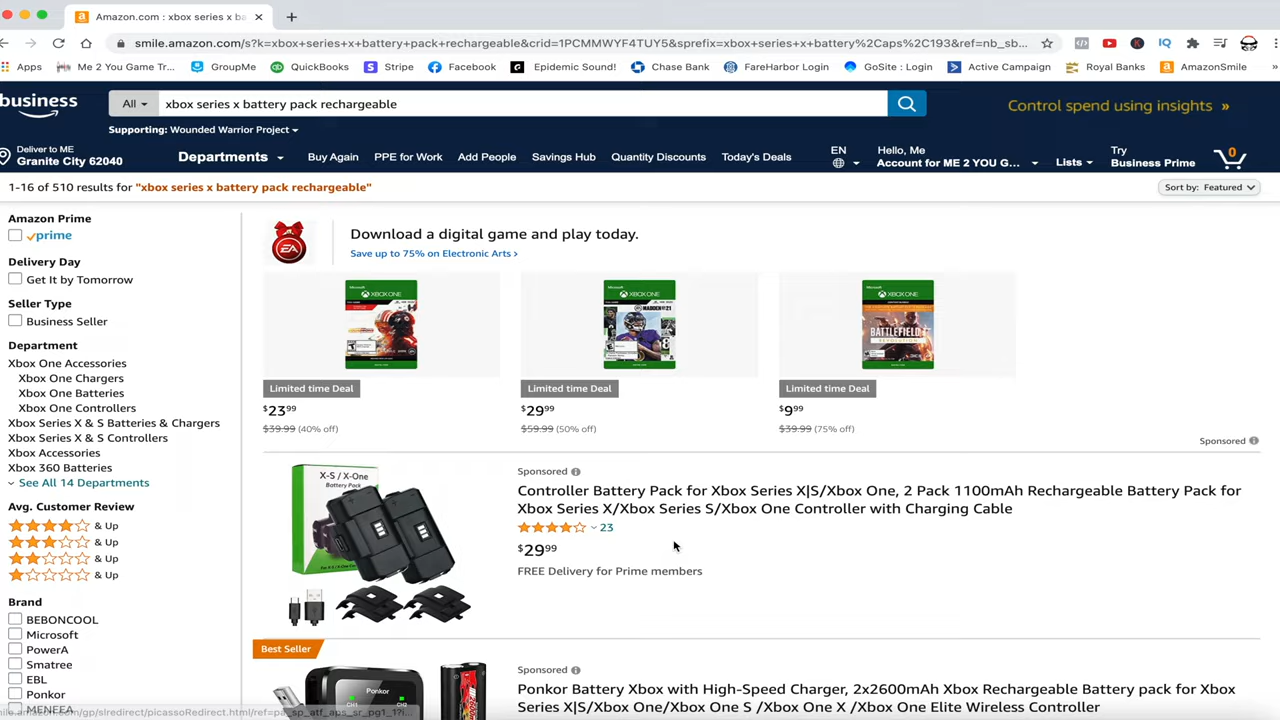 Amazon.com : xbox series x ba
smile.amazon.com/s?k=xbox+series+x+battery+pack+rechargeable&crid=1PCMMWYF4TUY5&sprefix=xbox+series+x+battery%2Caps%2C193&ref=nb_sb...
Apps Me 2 You Game Tr... GroupMe QuickBooks Stripe Facebook Epidemic Sound! Chase Bank FareHarbor Login GoSite : Login Active Campaign Royal Banks AmazonSmile
business All xbox series x battery pack rechargeable Control spend using insights »
Supporting: Wounded Warrior Project
Deliver to ME
Granite City 62040
Departments Buy Again PPE for Work Add People Savings Hub Quantity Discounts Today's Deals
EN
Hello, Me
Account for ME 2 YOU G...
Lists
Try
Business Prime
0
1-16 of 510 results for "xbox series x battery pack rechargeable"
Sort by: Featured
Amazon Prime
prime
Delivery Day
Get It by Tomorrow
Seller Type
Business Seller
Department
Xbox One Accessories
Xbox One Chargers
Xbox One Batteries
Xbox One Controllers
Xbox Series X & S Batteries & Chargers
Xbox Series X & S Controllers
Xbox Accessories
Xbox 360 Batteries
See All 14 Departments
Avg. Customer Review
& Up
& Up
& Up
& Up
Brand
BEBONCOOL
Microsoft
PowerA
Smatree
EBL
Ponkor
MENEEA
EA
Download a digital game and play today.
Save up to 75% on Electronic Arts >
XBOX ONE
XBOX ONE
MADDEN 21
XBOX ONE
BATTLEFIELD
REVOLUTION
Limited time Deal
$23.99
$39.99 (40% off)
Limited time Deal
$29.99
$59.99 (50% off)
Limited time Deal
$9.99
$39.99 (75% off)
Sponsored
X-S / X-One
Battery Pack
Sponsored
Controller Battery Pack for Xbox Series X|S/Xbox One, 2 Pack 1100mAh Rechargeable Battery Pack for
Xbox Series X/Xbox Series S/Xbox One Controller with Charging Cable
23
$29.99
FREE Delivery for Prime members
Best Seller
Ponkor
CH1 CH2
Sponsored
Ponkor Battery Xbox with High-Speed Charger, 2x2600mAh Xbox Rechargeable Battery pack for Xbox
Series X|S/Xbox One/Xbox One S /Xbox One X /Xbox One Elite Wireless Controller